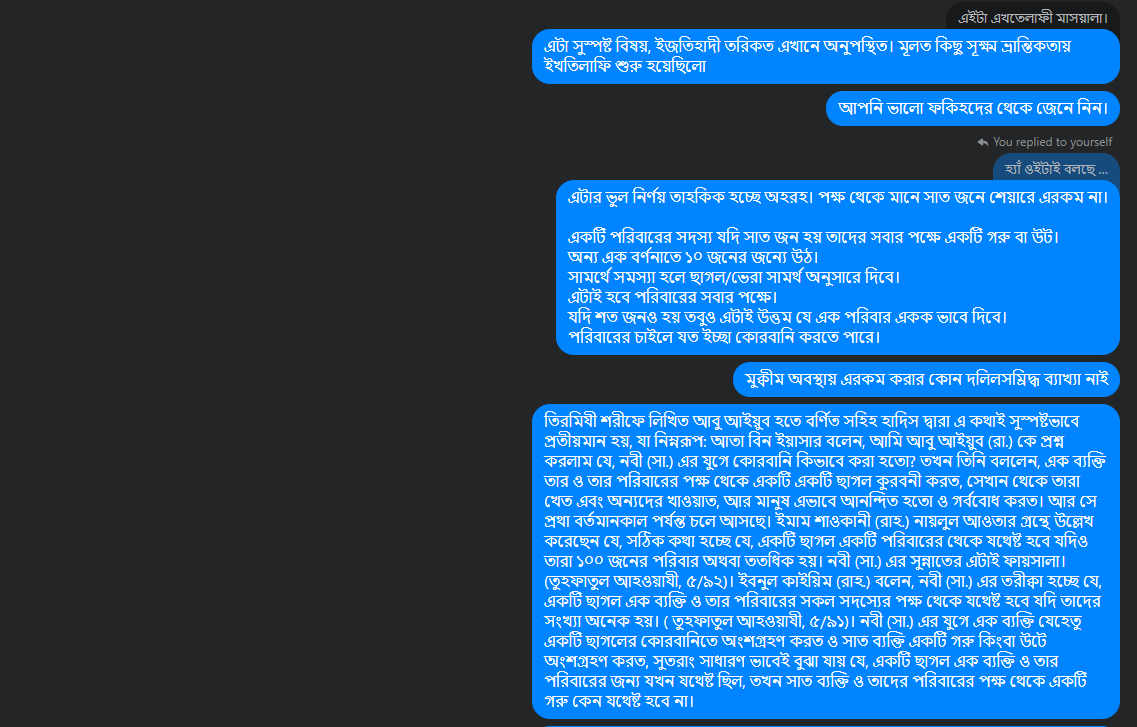 এইটা এখতেলাফী মাসয়ালা।
এটা সুস্পষ্ট বিষয়, ইজতিহাদী তরিকত এখানে অনুপস্থিত। মূলত কিছু সূক্ষ্ম ভ্রান্তিকতায়
ইখতিলাফি শুরু হয়েছিলো
আপনি ভালো ফকিহদের থেকে জেনে নিন।
You replied to yourself
হ্যাঁ ওইটাই বলছে ...
এটার ভুল নির্ণয় তাহকিক হচ্ছে অহরহ। পক্ষ থেকে মানে সাত জনে শেয়ারে এরকম না।
একটি পরিবারের সদস্য যদি সাত জন হয় তাদের সবার পক্ষে একটি গরু বা উট।
অন্য এক বর্ণনাতে ১০ জনের জন্যে উঠ।
সামর্থে সমস্যা হলে ছাগল/ভেরা সামর্থ অনুসারে দিবে।
এটাই হবে পরিবারের সবার পক্ষে।
যদি শত জনও হয় তবুও এটাই উত্তম যে এক পরিবার একক ভাবে দিবে।
পরিবারের চাইলে যত ইচ্ছা কোরবানি করতে পারে।
মুক্বীম অবস্থায় এরকম করার কোন দলিলসম্রিদ্ধ ব্যাখ্যা নাই
তিরমিযী শরীফে লিখিত আবু আইয়ুব হতে বর্ণিত সহিহ হাদিস দ্বারা এ কথাই সুস্পষ্টভাবে
প্রতীয়মান হয়, যা নিম্নরূপ: আতা বিন ইয়াসার বলেন, আমি আবু আইয়ুব (রা.) কে প্রশ্ন
করলাম যে, নবী (সা.) এর যুগে কোরবানি কিভাবে করা হতো? তখন তিনি বললেন, এক ব্যক্তি
তার ও তার পরিবারের পক্ষ থেকে একটি একটি ছাগল কুরবনী করত, সেখান থেকে তারা
খেত এবং অন্যদের খাওয়াত, আর মানুষ এভাবে আনন্দিত হতো ও গর্ববোধ করত। আর সে
প্রথা বর্তমানকাল পর্যন্ত চলে আসছে। ইমাম শাওকানী (রাহ.) নায়লুল আওতার গ্রন্থে উল্লেখ
করেছেন যে, সঠিক কথা হচ্ছে যে, একটি ছাগল একটি পরিবারের থেকে যথেষ্ট হবে যদিও
তারা ১০০ জনের পরিবার অথবা ততধিক হয়। নবী (সা.) এর সুন্নাতের এটাই ফায়সালা।
(তুহফাতুল আহওয়াযী, ৫/৯২)। ইবনুল কাইয়িম (রাহ.) বলেন, নবী (সা.) এর তরীক্বা হচ্ছে যে,
একটি ছাগল এক ব্যক্তি ও তার পরিবারের সকল সদস্যের পক্ষ থেকে যথেষ্ট হবে যদি তাদের
সংখ্যা অনেক হয়। ( তুহফাতুল আহওয়াযী, ৫/৯১)। নবী (সা.) এর যুগে এক ব্যক্তি যেহেতু
একটি ছাগলের কোরবানিতে অংশগ্রহণ করত ও সাত ব্যক্তি একটি গরু কিংবা উটে
অংশগ্রহণ করত, সুতরাং সাধারণ ভাবেই বুঝা যায় যে, একটি ছাগল এক ব্যক্তি ও তার
পরিবারের জন্য যখন যথেষ্ট ছিল, তখন সাত ব্যক্তি ও তাদের পরিবারের পক্ষ থেকে একটি
গরু কেন যথেষ্ট হবে না।